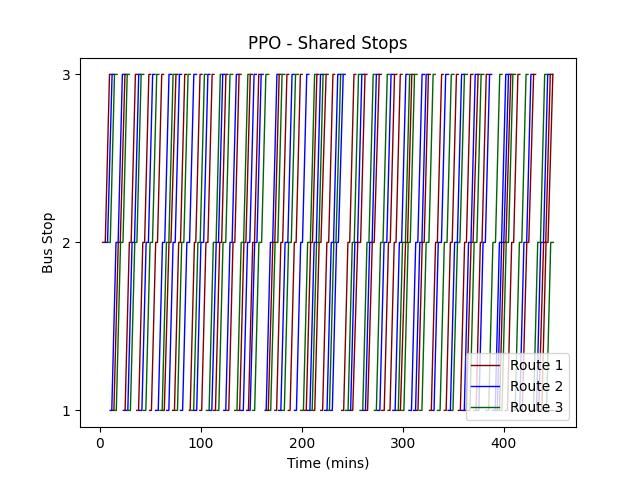 PPO - Shared Stops
3
2
1
Bus Stop
0 100 200 300 400
Time (mins)
Route 1
Route 2
Route 3